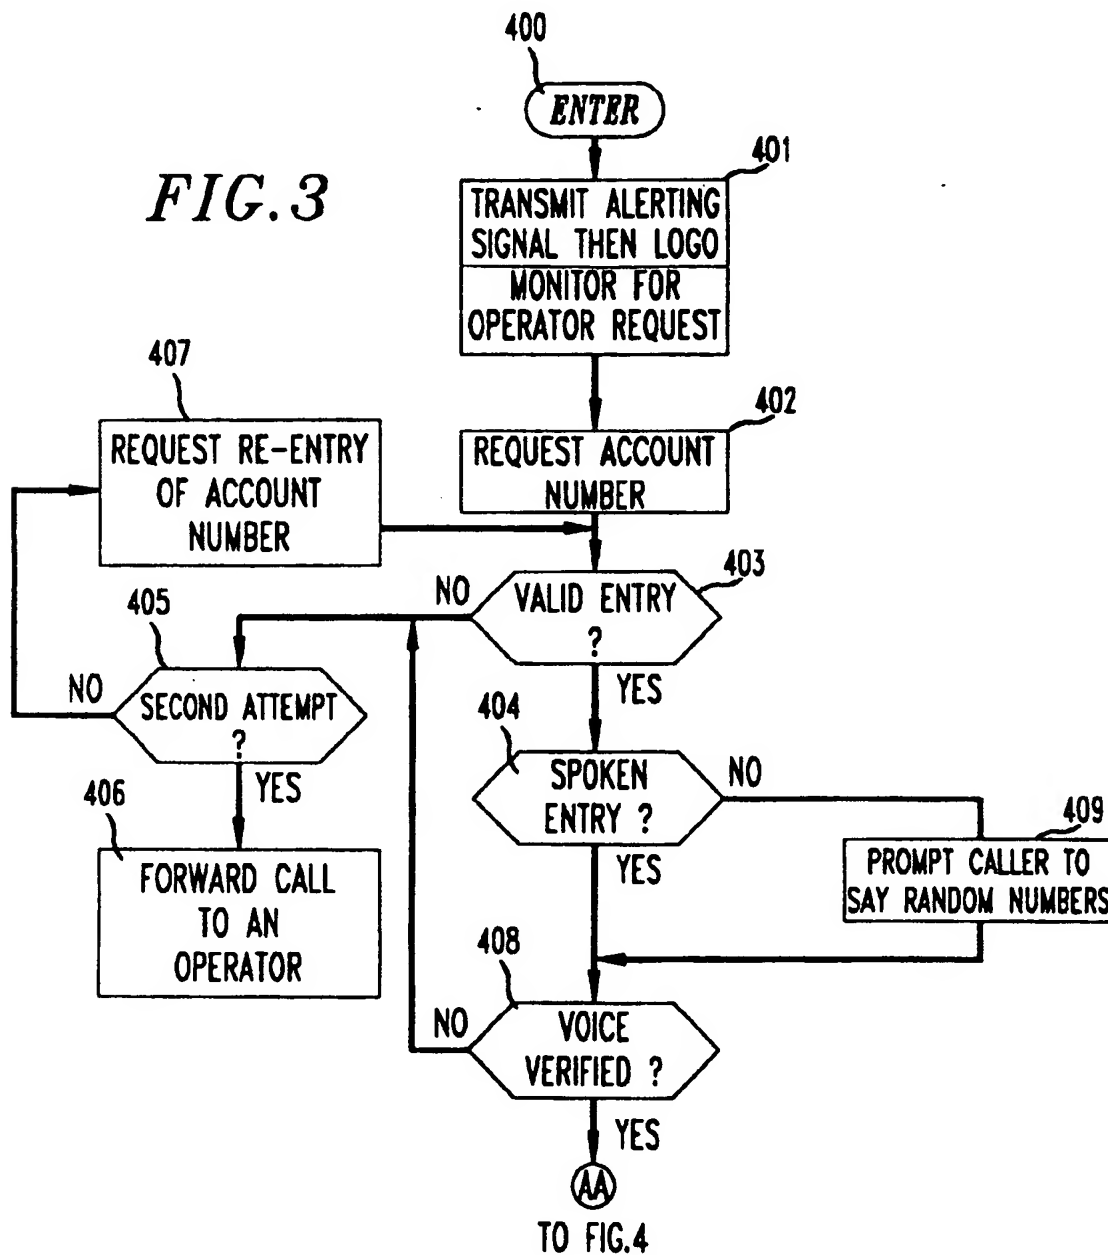 400
ENTER
FIG.3
401
TRANSMIT ALERTING
SIGNAL THEN LOGO
MONITOR FOR
OPERATOR REQUEST
407
REQUEST RE-ENTRY
OF ACCOUNT
NUMBER
402
REQUEST ACCOUNT
NUMBER
403
VALID ENTRY
?
NO
YES
405
SECOND ATTEMPT
?
NO
YES
406
FORWARD CALL
TO AN
OPERATOR
404
SPOKEN
ENTRY ?
NO
YES
409
PROMPT CALLER TO
SAY RANDOM NUMBERS
408
VOICE
VERIFIED ?
NO
YES
AA
TO FIG.4